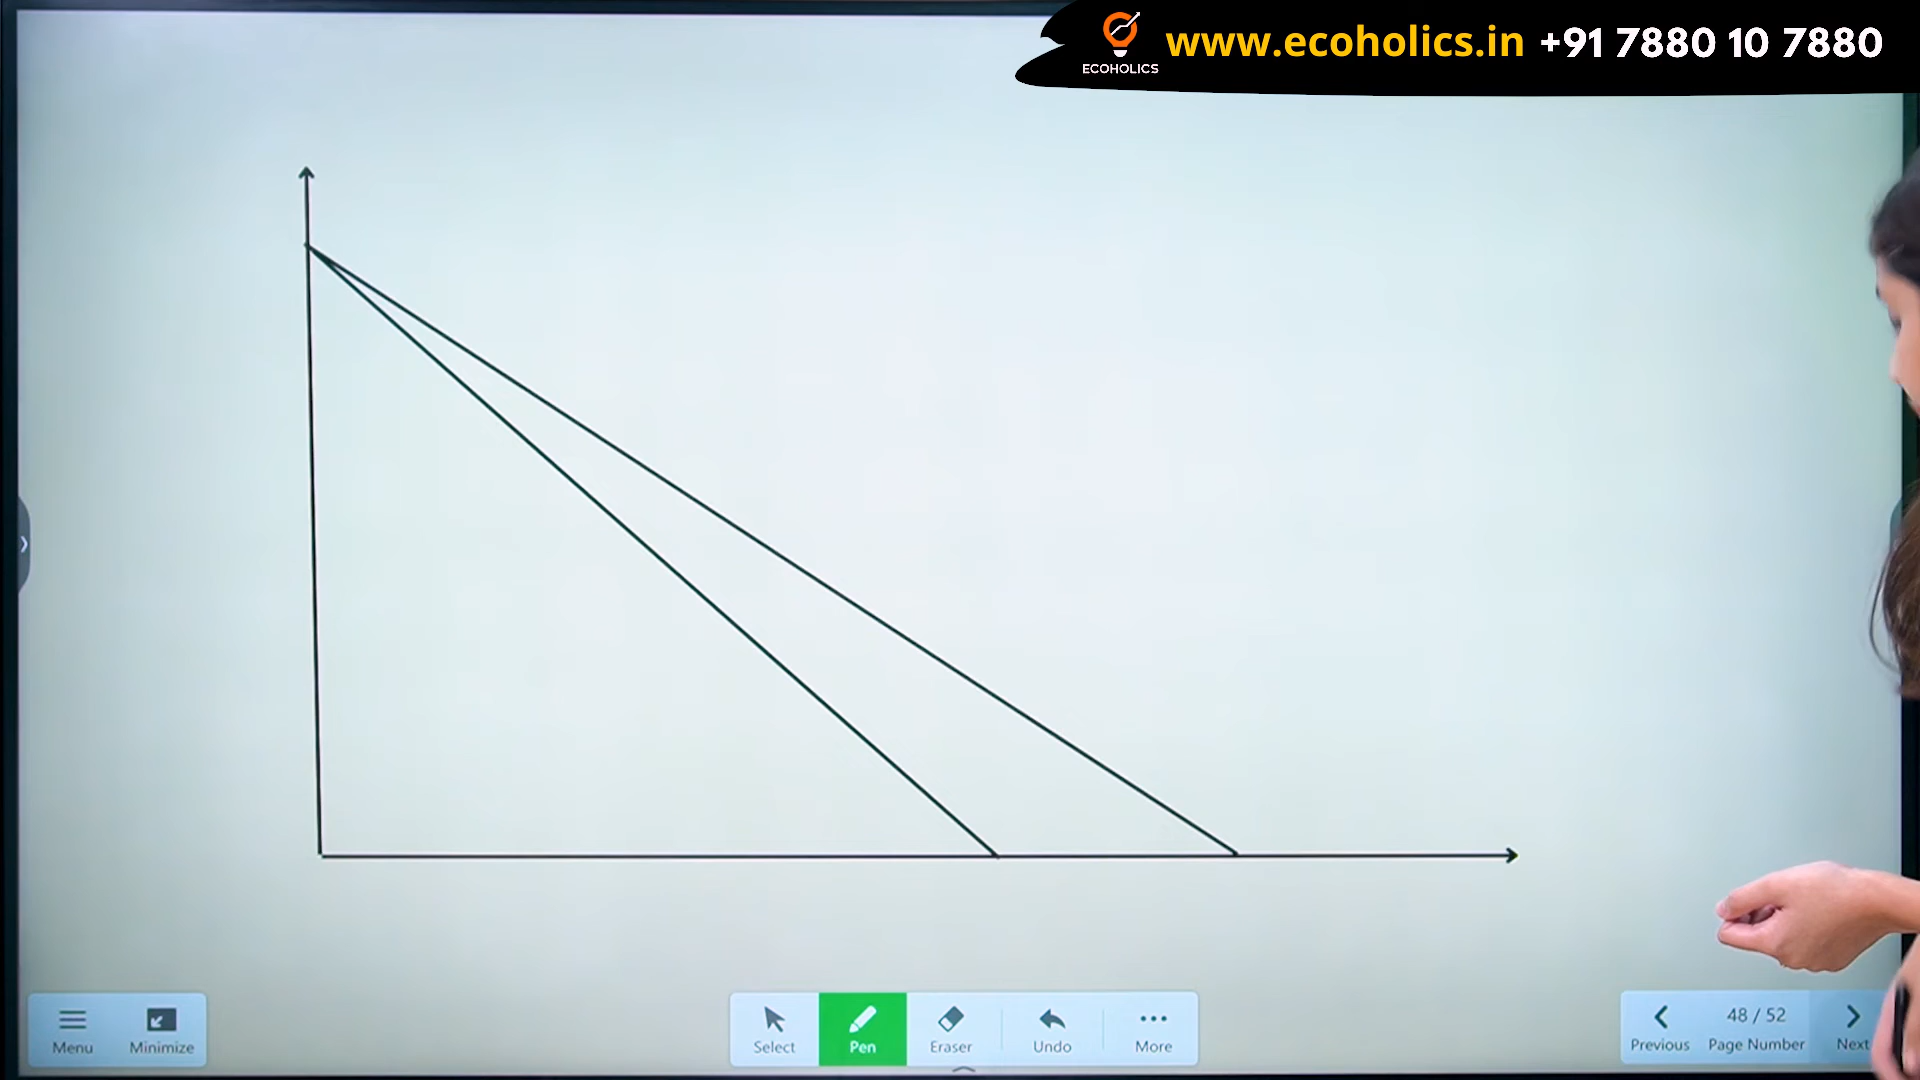 www.ecoholics.in +91 7880 10 7880
ECOHOLICS
Menu
Minimize
Select
Pen
Eraser
Undo
More
Previous
48 / 52
Page Number
Next